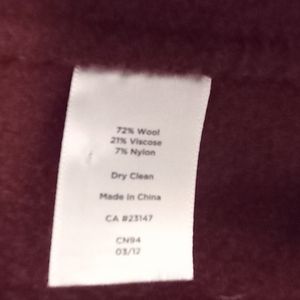 72% Wool
21% Viscose
7% Nylon
Dry Clean
Made in China
CA #23147
CN94
03/12